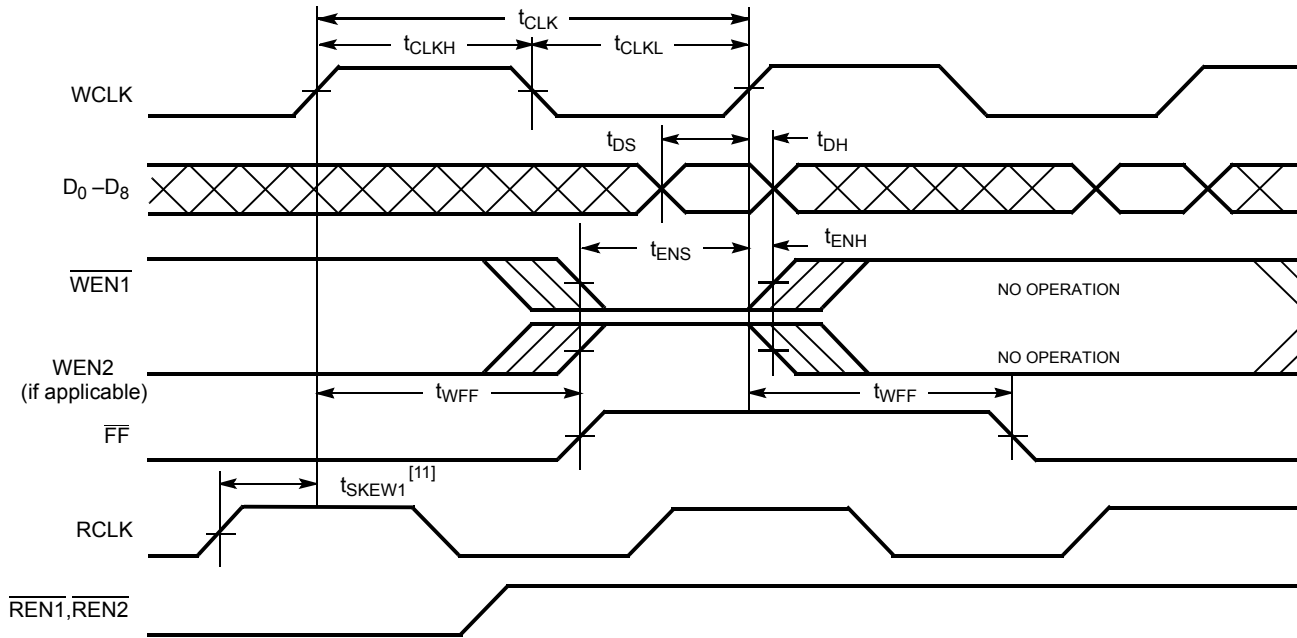 tCLK
tCLKH
tCLKL
WCLK
tDS
tDH
D0 –D8
tENS
tENH
WEN1
NO OPERATION
WEN2
(if applicable)
NO OPERATION
tWFF
tWFF
FF
tSKEW1 [11]
RCLK
REN1,REN2